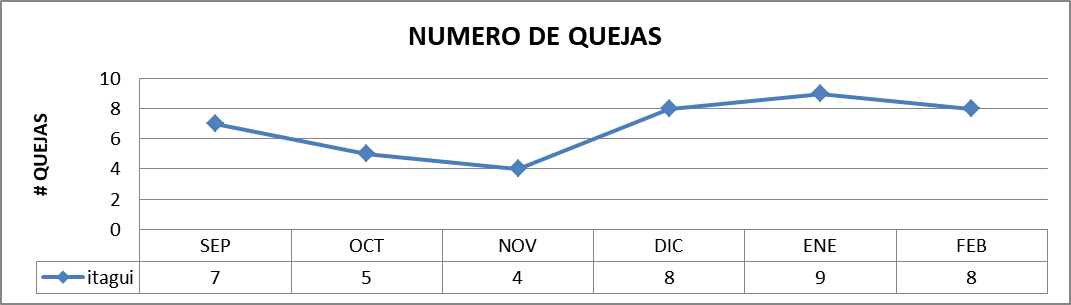 NUMERO DE QUEJAS
# QUEJAS
10
8
6
4
2
0
SEP OCT NOV DIC ENE FEB
itagui 7 5 4 8 9 8